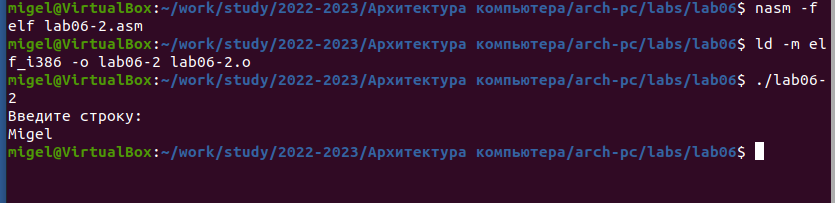 migel@VirtualBox:~/work/study/2022-2023/Архитектура компьютера/arch-pc/labs/lab06$ nasm -f
elf lab06-2.asm
migel@VirtualBox:~/work/study/2022-2023/Архитектура компьютера/arch-pc/labs/lab06$ ld -m el
f_i386 -o lab06-2 lab06-2.o
migel@VirtualBox:~/work/study/2022-2023/Архитектура компьютера/arch-pc/labs/lab06$ ./lab06-
2
Введите строку:
Migel
migel@VirtualBox:~/work/study/2022-2023/Архитектура компьютера/arch-pc/labs/lab06$